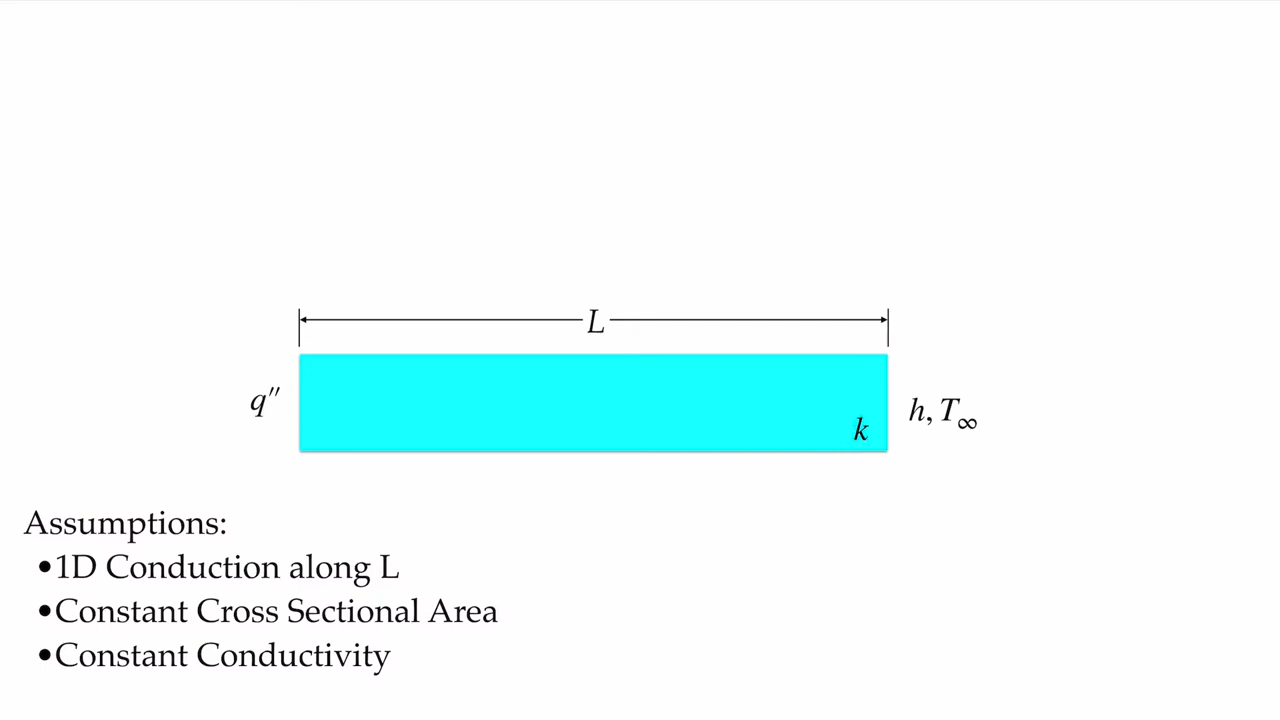 L
q″
h, T∞
k
Assumptions:
•1D Conduction along L
•Constant Cross Sectional Area
•Constant Conductivity